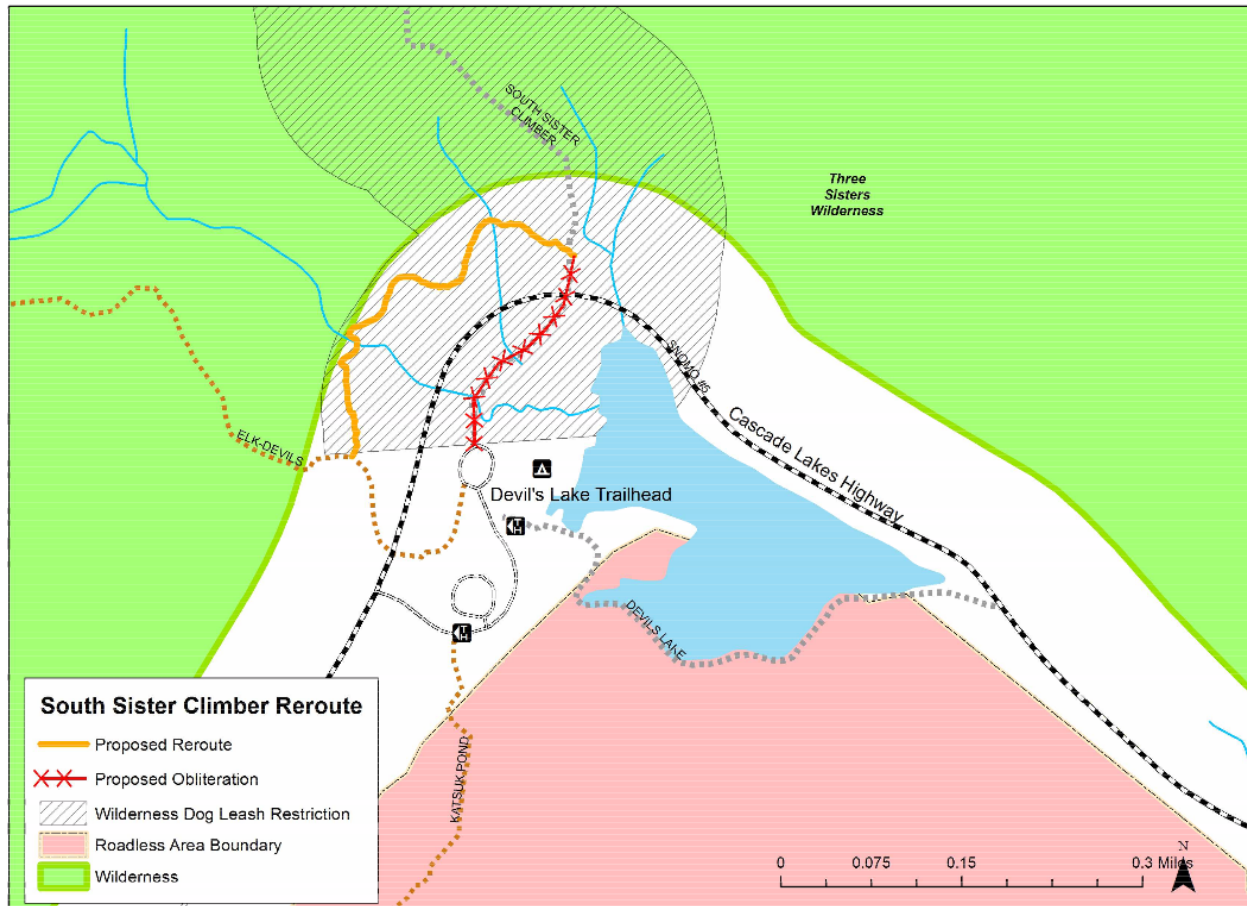 SOUTH SISTER
CLIMBER
Three
Sisters
Wilderness
SNOMO #5
Cascade Lakes Highway
ELK-DEVILS
Devil's Lake Trailhead
TH
DEVILS LAKE
TH
KATSUK POND
South Sister Climber Reroute
Proposed Reroute
Proposed Obliteration
Wilderness Dog Leash Restriction
Roadless Area Boundary
Wilderness
N
0 0.075 0.15 0.3 Miles